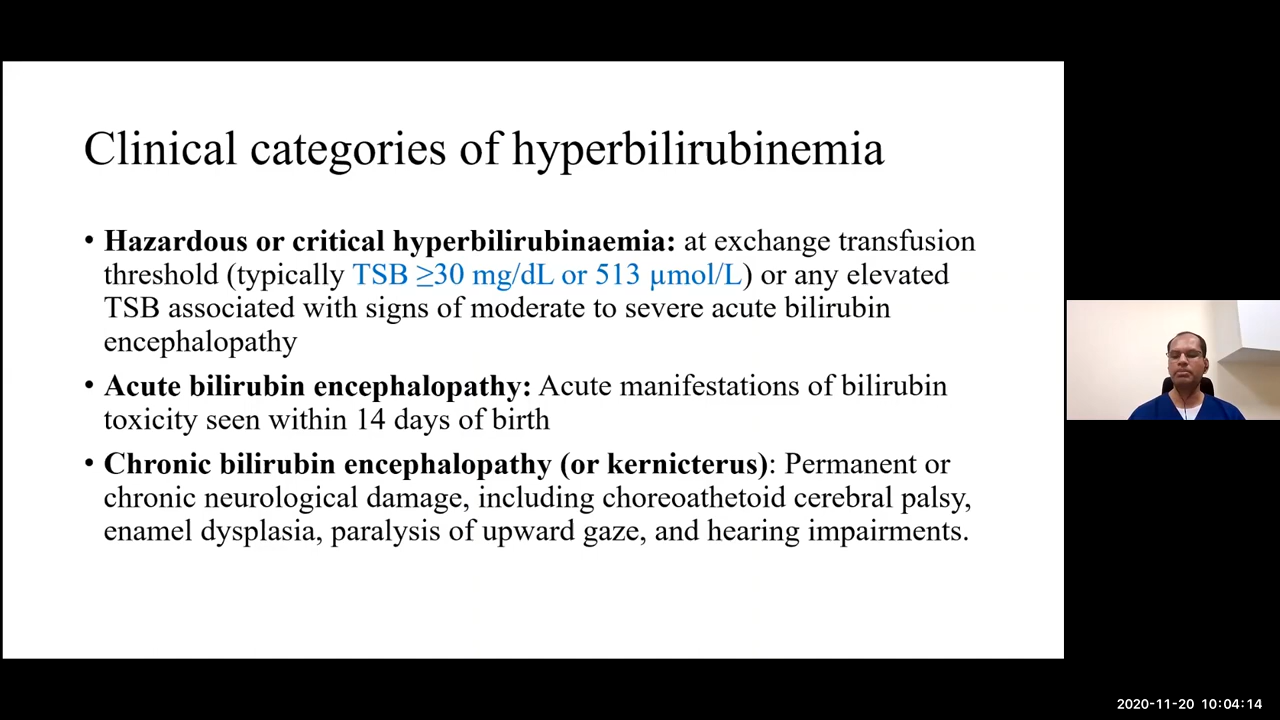 Clinical categories of hyperbilirubinemia
• Hazardous or critical hyperbilirubinaemia: at exchange transfusion
threshold (typically TSB ≥30 mg/dL or 513 µmol/L) or any elevated
TSB associated with signs of moderate to severe acute bilirubin
encephalopathy
• Acute bilirubin encephalopathy: Acute manifestations of bilirubin
toxicity seen within 14 days of birth
• Chronic bilirubin encephalopathy (or kernicterus): Permanent or
chronic neurological damage, including choreoathetoid cerebral palsy,
enamel dysplasia, paralysis of upward gaze, and hearing impairments.
2020-11-20 10:04:14